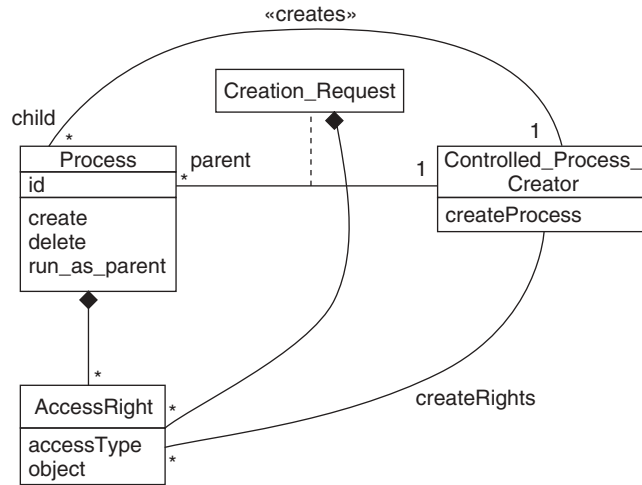 «creates»
Creation_Request
child
*
1
Process
parent
Controlled_Process_
Creator
id
*
1
createProcess
create
delete
run_as_parent
*
AccessRight
*
createRights
accessType
object
*